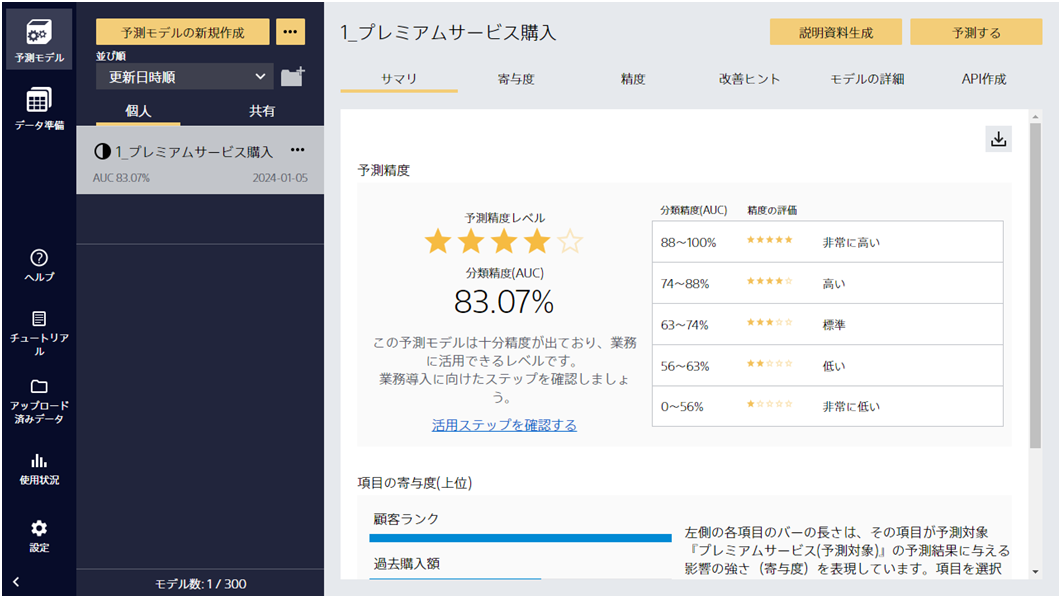 予測モデル
データ準備
ヘルプ
チュートリア
ル
アップロード
済みデータ
使用状況
設定
予測モデルの新規作成
並び順
更新日時順
個人
共有
1_プレミアムサービス購入
AUC 83.07%
2024-01-05
モデル数: 1 / 300
1_プレミアムサービス購入
説明資料生成
予測する
サマリ
寄与度
精度
改善ヒント
モデルの詳細
API作成
予測精度
予測精度レベル
分類精度(AUC)
83.07%
この予測モデルは十分精度が出ており、業務
に活用できるレベルです。
業務導入に向けたステップを確認しましょ
う。
活用ステップを確認する
分類精度(AUC) 精度の評価
88～100% ★★★★★ 非常に高い
74～88% ★★★★☆ 高い
63～74% ★★★☆☆ 標準
56～63% ★★☆☆☆ 低い
0～56% ★☆☆☆☆ 非常に低い
項目の寄与度(上位)
顧客ランク
過去購入額
左側の各項目のバーの長さは、その項目が予測対象
『プレミアムサービス(予測対象)』の予測結果に与える
影響の強さ（寄与度）を表現しています。項目を選択